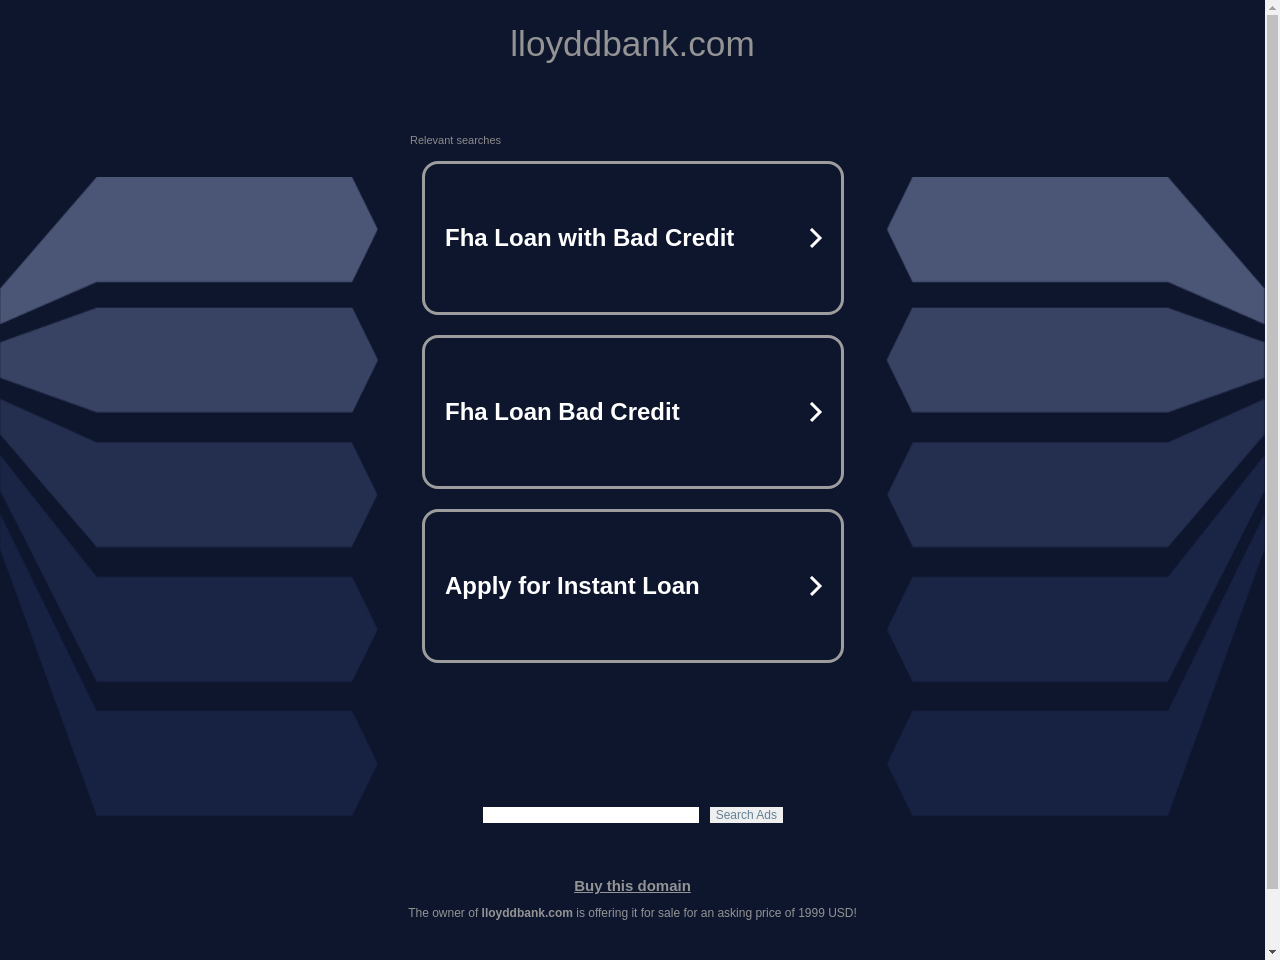 lloyddbank.com
Relevant searches
Fha Loan with Bad Credit
Fha Loan Bad Credit
Apply for Instant Loan
Search Ads
Buy this domain
The owner of lloyddbank.com is offering it for sale for an asking price of 1999 USD!